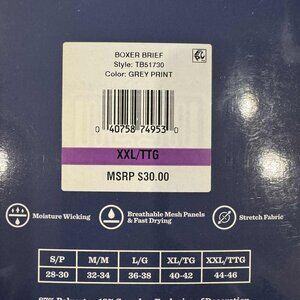 BOXER BRIEF
Style: TB51730
Color: GREY PRINT
0 40758 74953 0
XXL/TTG
MSRP $30.00
Moisture Wicking
Breathable Mesh Panels
& Fast Drying
Stretch Fabric
S/P M/M L/G XL/TG XXL/TTG
28-30 32-34 36-38 40-42 44-46